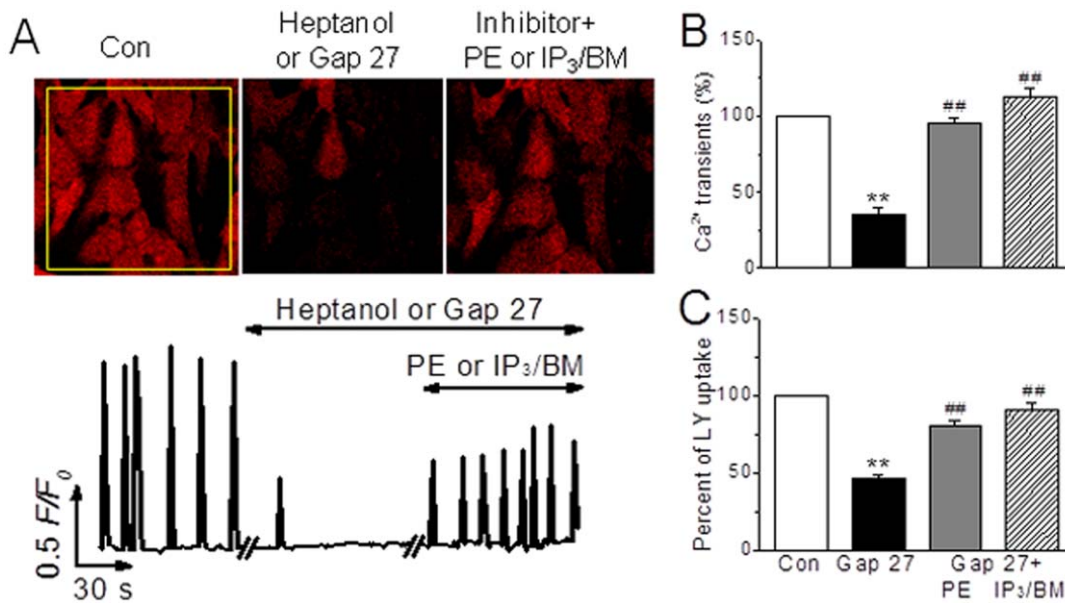 A
Con
Heptanol
or Gap 27
Inhibitor+
PE or IP₃/BM
Heptanol or Gap 27
PE or IP₃/BM
0.5 F/F₀
30 s
B
Ca²⁺ transients (%)
150
100
50
0
**
##
##
C
Percent of LY uptake
150
100
50
0
**
##
##
Con
Gap 27
Gap 27+
PE
IP₃/BM